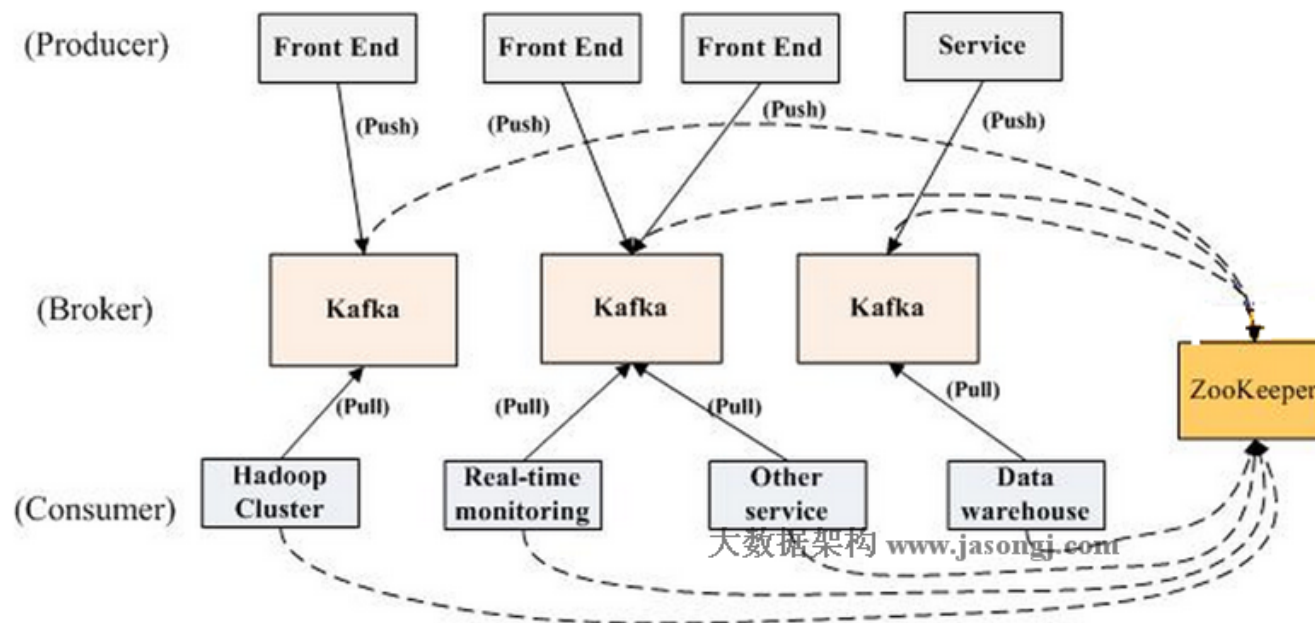 (Producer)
Front End
Front End
Front End
Service
(Push)
(Push)
(Push)
(Push)
(Broker)
Kafka
Kafka
Kafka
ZooKeeper
(Pull)
(Pull)
(Pull)
(Pull)
(Consumer)
Hadoop
Cluster
Real-time
monitoring
Other
service
Data
warehouse
大数据架构 www.jasongj.com